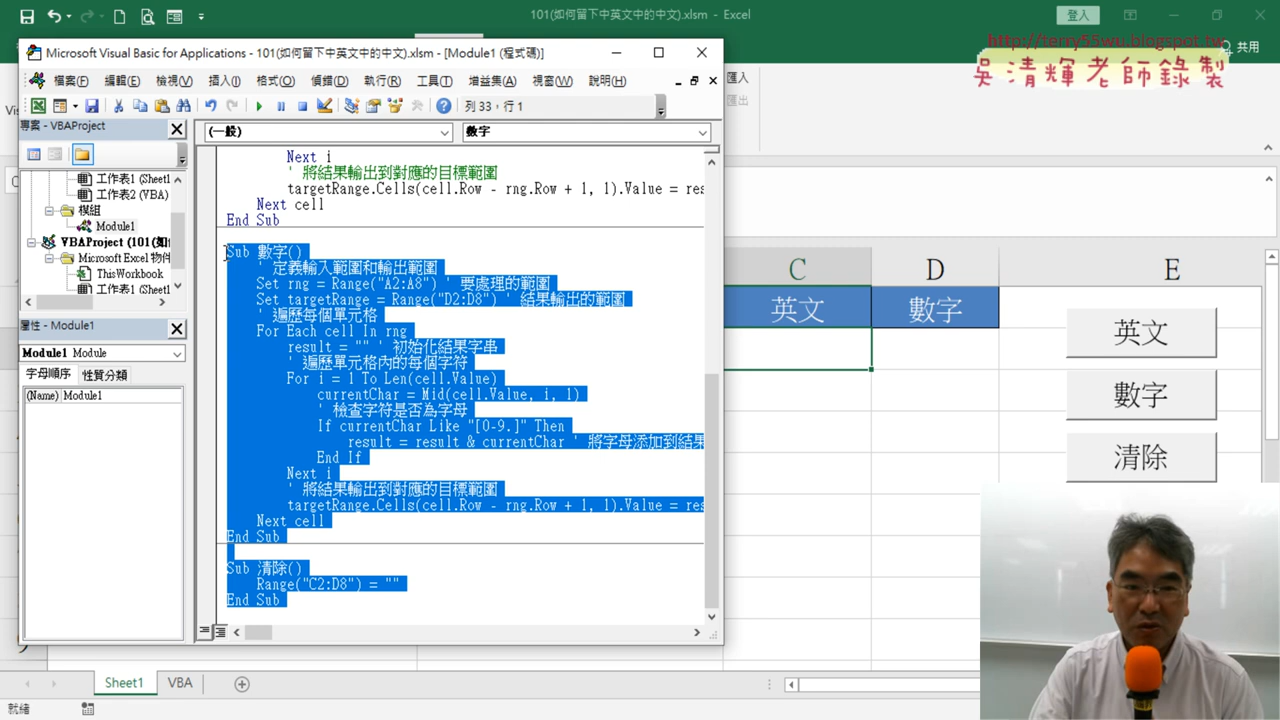 101(如何留下中英文中的中文).xlsm - Excel
登入
http://terry55wu.blogspot.tw
共用
吳清輝老師錄製
Microsoft Visual Basic for Applications - 101(如何留下中英文中的中文).xlsm - [Module1 (程式碼)]
檔案(F) 編輯(E) 檢視(V) 插入(I) 格式(O) 偵錯(D) 執行(R) 工具(T) 增益集(A) 視窗(W) 說明(H)
匯入
匯出
列 33，行 1
專案 - VBAProject
(一般)
數字
工作表1 (Sheet1
工作表2 (VBA)
模組
Module1
VBAProject (101(如
Microsoft Excel 物件
ThisWorkbook
工作表1 (Sheet1
屬性 - Module1
Module1 Module
字母順序 性質分類
(Name) Module1
Next i
' 將結果輸出到對應的目標範圍
targetRange.Cells(cell.Row - rng.Row + 1, 1).Value = res
Next cell
End Sub
Sub 數字()
' 定義輸入範圍和輸出範圍
Set rng = Range("A2:A8") ' 要處理的範圍
Set targetRange = Range("D2:D8") ' 結果輸出的範圍
' 遍歷每個單元格
For Each cell In rng
result = "" ' 初始化結果字串
' 遍歷單元格內的每個字符
For i = 1 To Len(cell.Value)
currentChar = Mid(cell.Value, i, 1)
' 檢查字符是否為字母
If currentChar Like "[0-9.]" Then
result = result & currentChar ' 將字母添加到結果
End If
Next i
' 將結果輸出到對應的目標範圍
targetRange.Cells(cell.Row - rng.Row + 1, 1).Value = res
Next cell
End Sub
Sub 清除()
Range("C2:D8") = ""
End Sub
C D E
英文 數字
英文
數字
清除
Sheet1 VBA
就緒